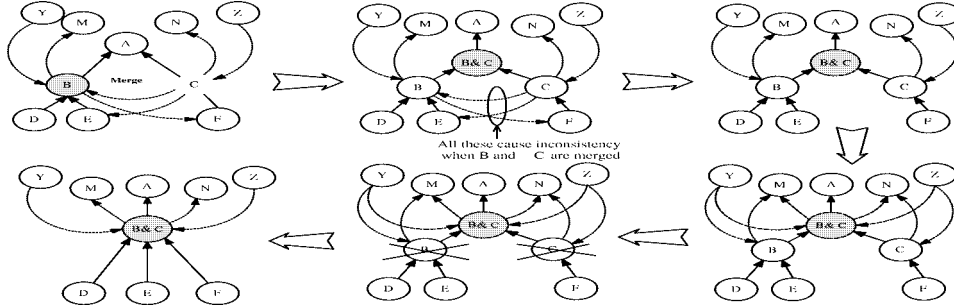 Y M A N Z
B Merge C
D E F
Y M A N Z
B& C
B C
D E F
All these cause inconsistency
when B and C are merged
Y M A N Z
B& C
B C
D E F
Y M A N Z
B& C
D E F
Y M A N Z
B& C
B C
D E F
Y M A N Z
B& C
B C
D E F